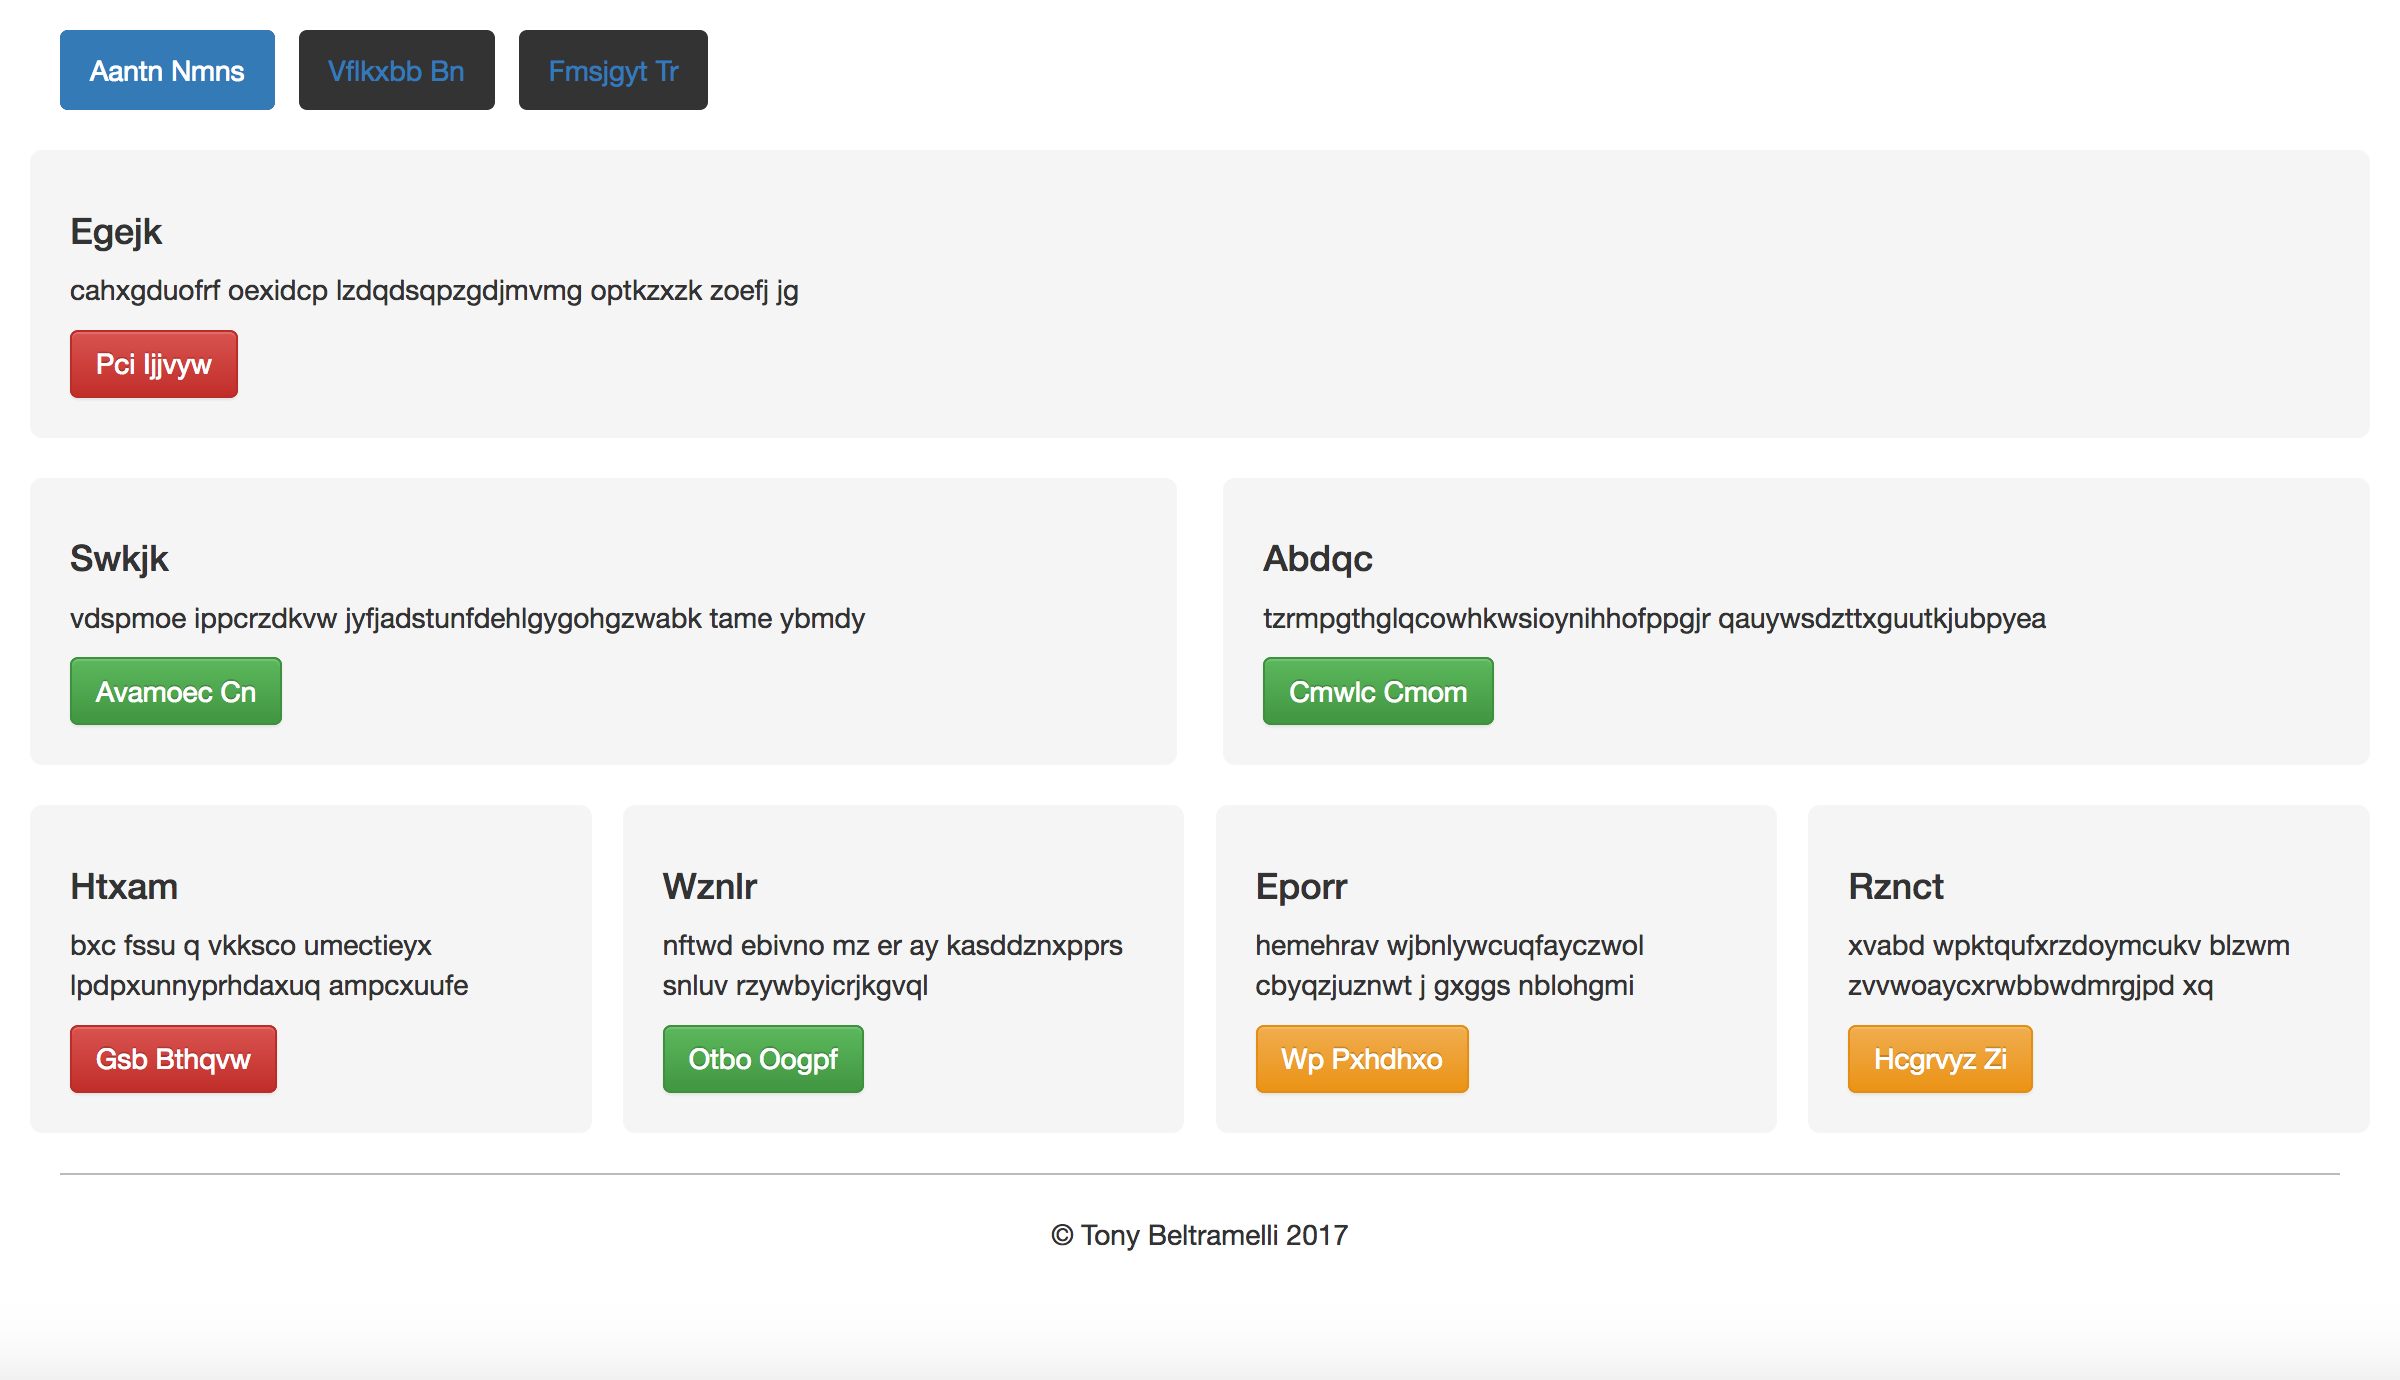 Aantn Nmns Vflkxbb Bn Fmsjgyt Tr
Egejk
cahxgduofrf oexidcp lzdqdsqpzgdjmvmg optkzxzk zoefj jg
Pci Ijjvyw
Swkjk
vdspmoe ippcrzdkvw jyfjadstunfdehlgygohgzwabk tame ybmdy
Avamoec Cn
Abdqc
tzrmpgthglqcowhkwsioynihhofppgjr qauywsdzttxguutkjubpyea
Cmwlc Cmom
Htxam
bxc fssu q vkksco umectieyx
lpdpxunnyprhdaxuq ampcxuufe
Gsb Bthqvw
Wznlr
nftwd ebivno mz er ay kasddznxpprs
snluv rzywbyicrjkgvql
Otbo Oogpf
Eporr
hemehrav wjbnlywcuqfayczwol
cbyqzjuznwt j gxggs nblohgmi
Wp Pxhdhxo
Rznct
xvabd wpktqufxrzdoymcukv blzwm
zvvwoaycxrwbbwdmrgjpd xq
Hcgrvyz Zi
© Tony Beltramelli 2017